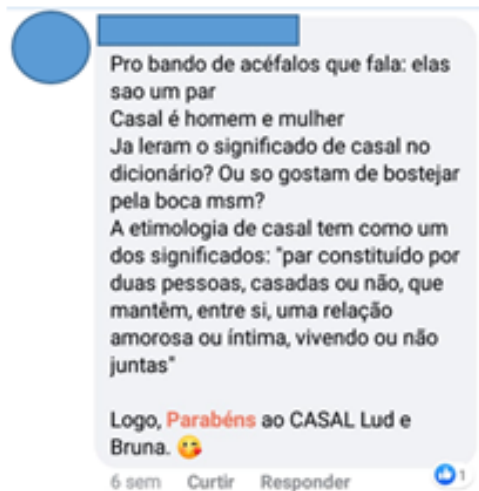 Pro bando de acéfalos que fala: elas
sao um par
Casal é homem e mulher
Ja leram o significado de casal no
dicionário? Ou so gostam de bostejar
pela boca msm?
A etimologia de casal tem como um
dos significados: "par constituído por
duas pessoas, casadas ou não, que
mantêm, entre si, uma relação
amorosa ou íntima, vivendo ou não
juntas"
Logo, Parabéns ao CASAL Lud e
Bruna. 😋
6 sem Curtir Responder 1